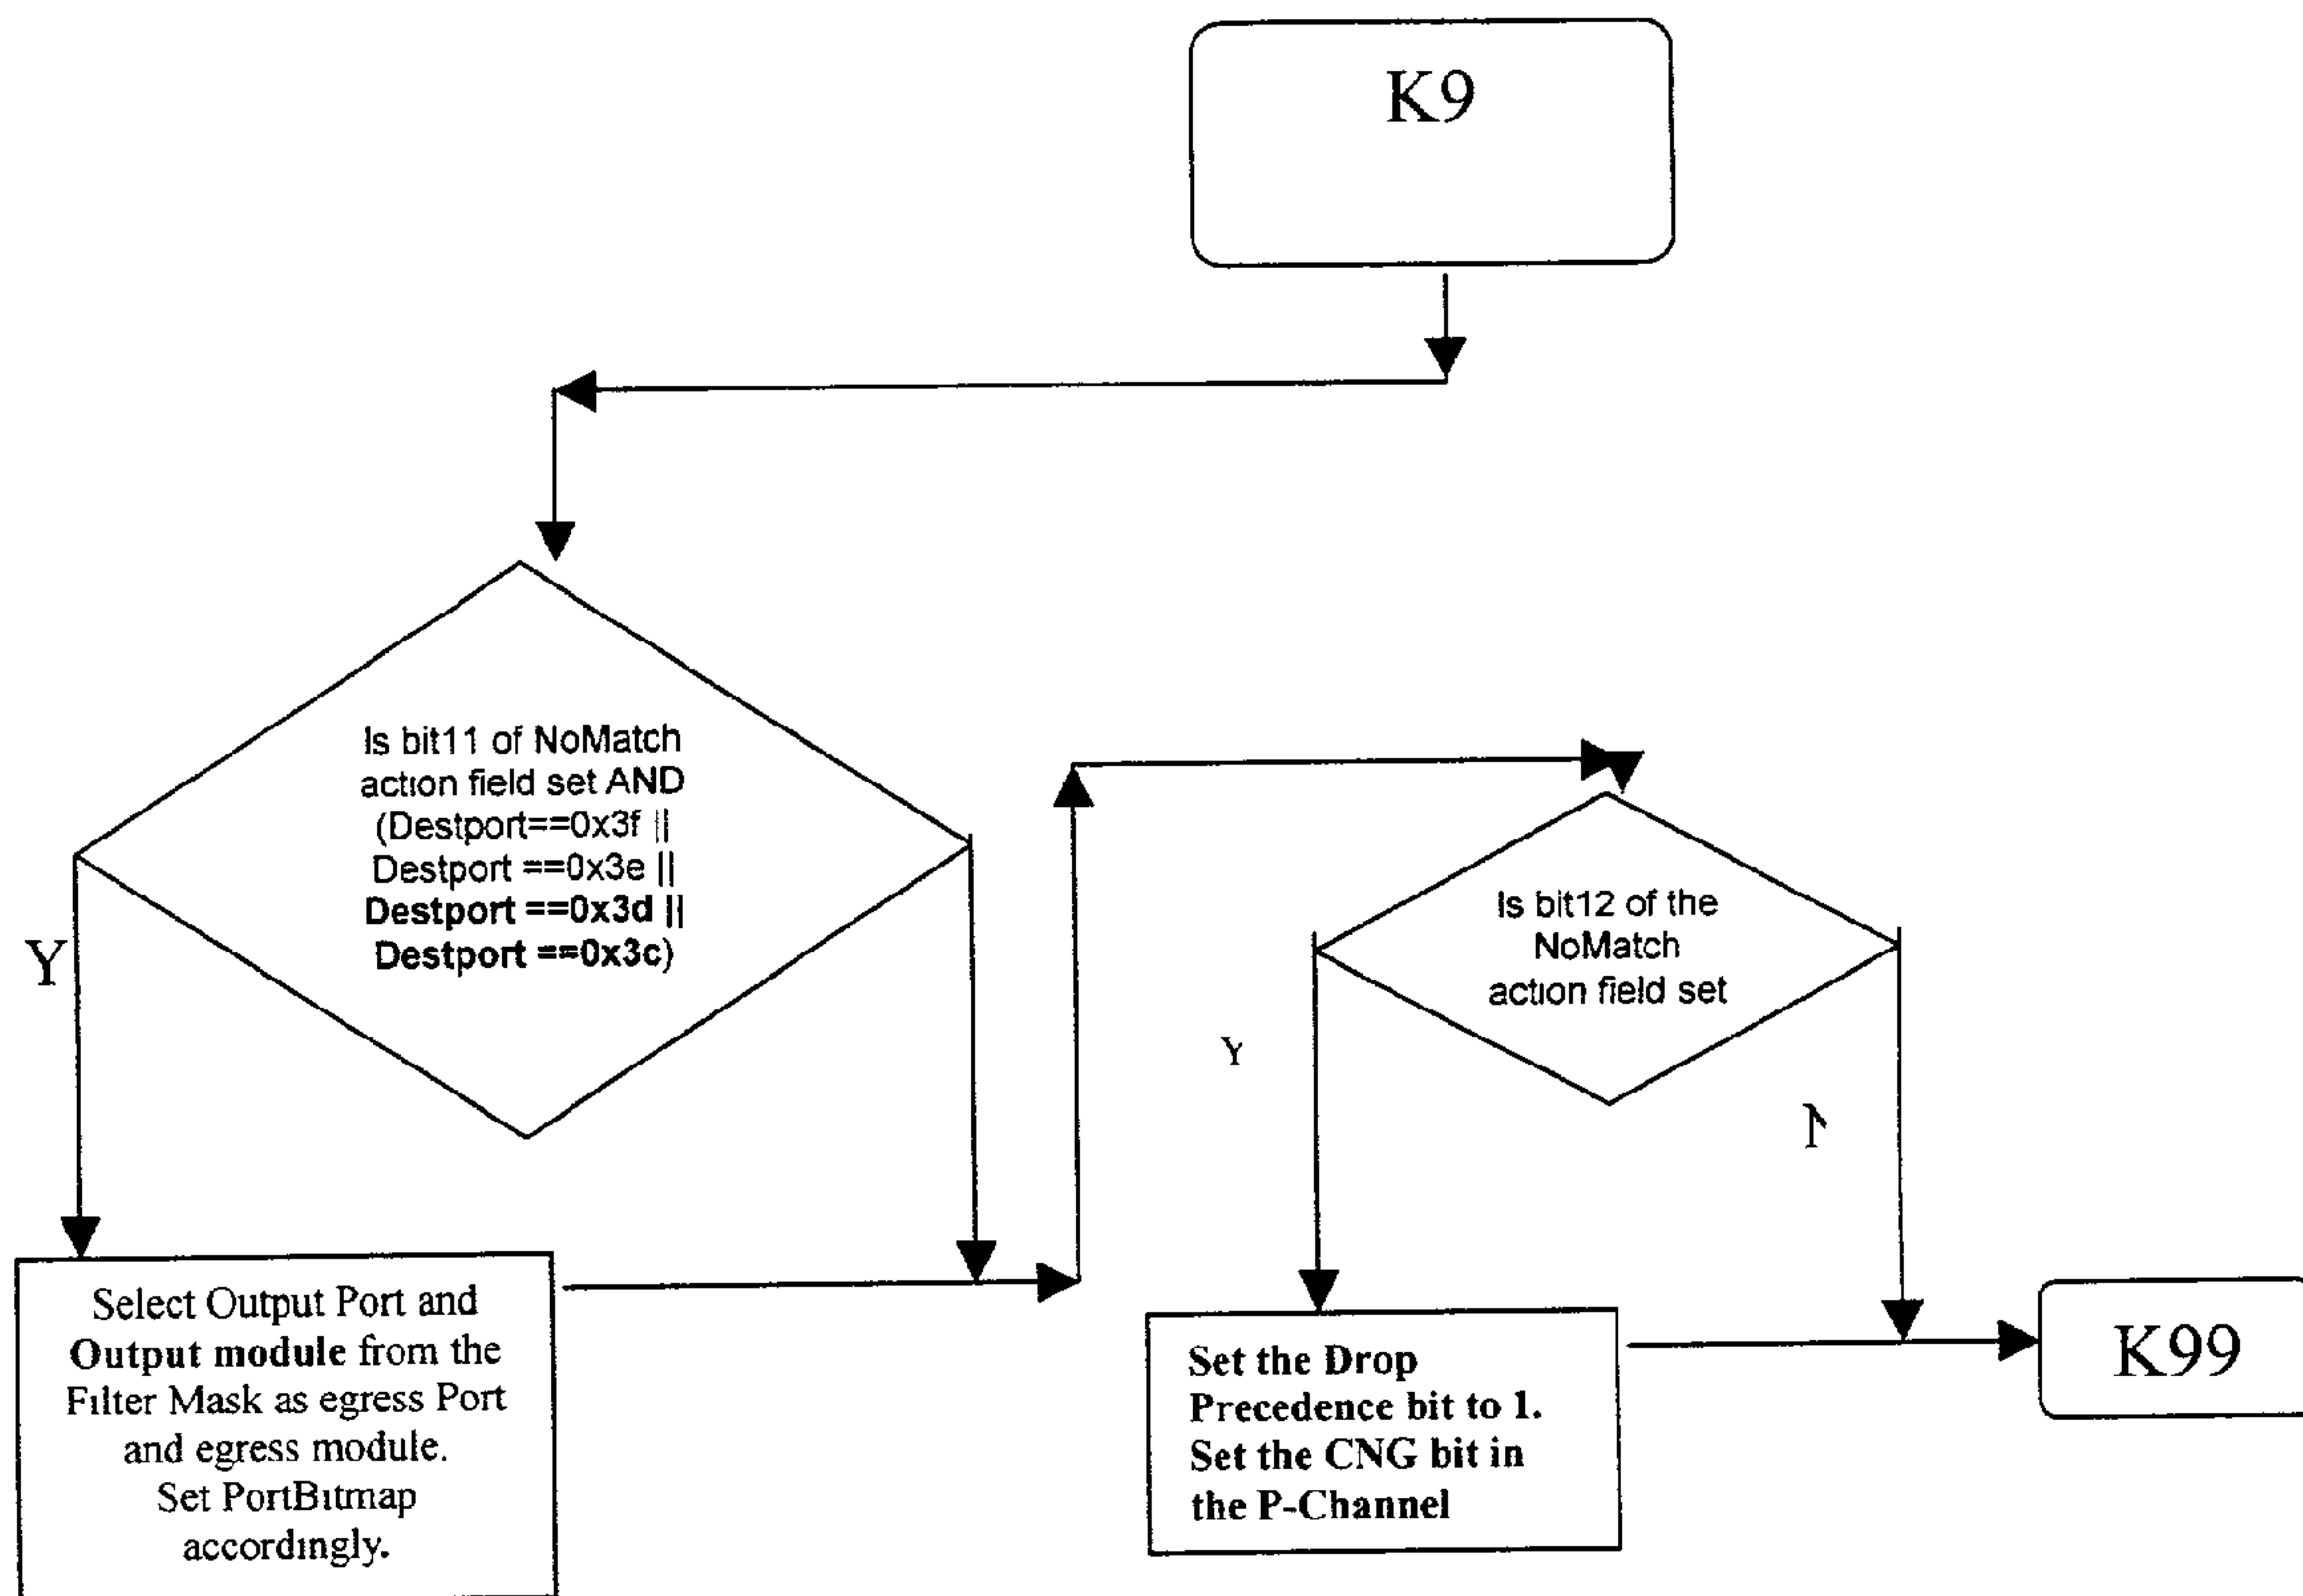 K9
Is bit11 of NoMatch
action field set AND
(Destport==0x3f ||
Destport ==0x3e ||
Destport ==0x3d ||
Destport ==0x3c)
Y
Select Output Port and
Output module from the
Filter Mask as egress Port
and egress module.
Set PortBitmap
accordingly.
Is bit12 of the
NoMatch
action field set
Y
N
Set the Drop
Precedence bit to 1.
Set the CNG bit in
the P-Channel
K99